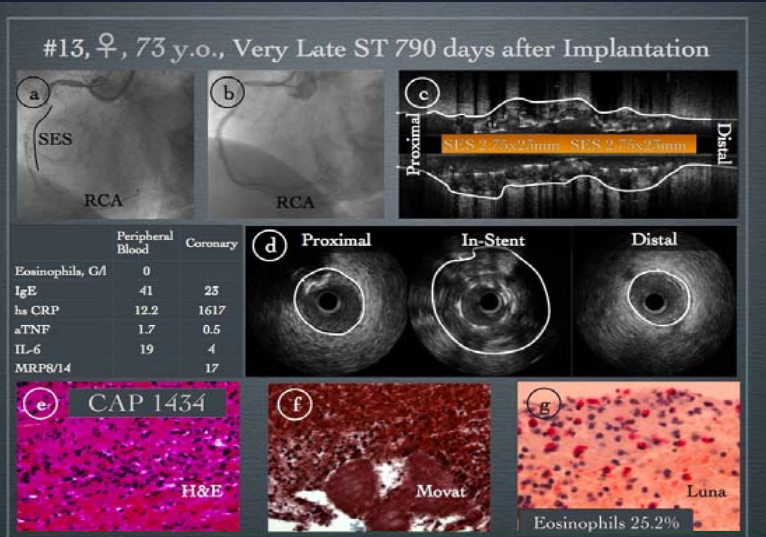 #13, ♀, 73 y.o., Very Late ST 790 days after Implantation
a
SES
RCA
b
RCA
c
Proximal
SES 2.75x23mm SES 2.75x23mm
Distal
Peripheral Blood Coronary
Eosinophils, G/l 0
IgE 41 23
hs CRP 12.2 1617
aTNF 1.7 0.5
IL-6 19 4
MRP8/14 17
d
Proximal
In-Stent
Distal
e
CAP 1434
H&E
f
Movat
g
Luna
Eosinophils 25.2%